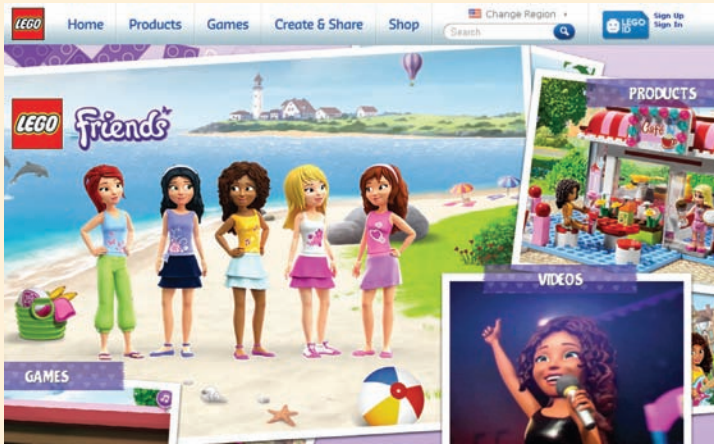 LEGO
Home
Products
Games
Create & Share
Shop
Change Region
Search
LEGO ID
Sign Up
Sign In
LEGO friends
PRODUCTS
Café
VIDEOS
GAMES